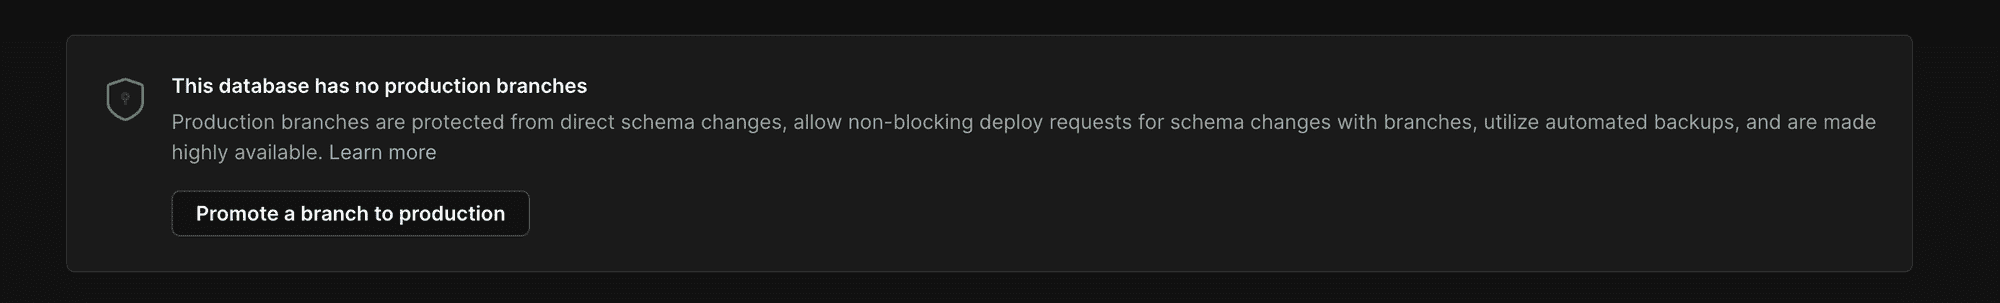 This database has no production branches
Production branches are protected from direct schema changes, allow non-blocking deploy requests for schema changes with branches, utilize automated backups, and are made
highly available. Learn more
Promote a branch to production